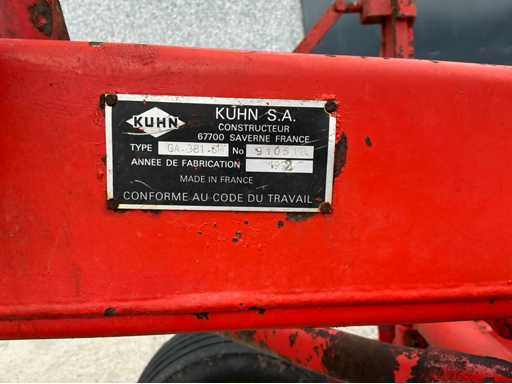 KUHN
KUHN S.A.
CONSTRUCTEUR
67700 SAVERNE FRANCE
TYPE No
ANNEE DE FABRICATION
MADE IN FRANCE
CONFORME AU CODE DU TRAVAIL